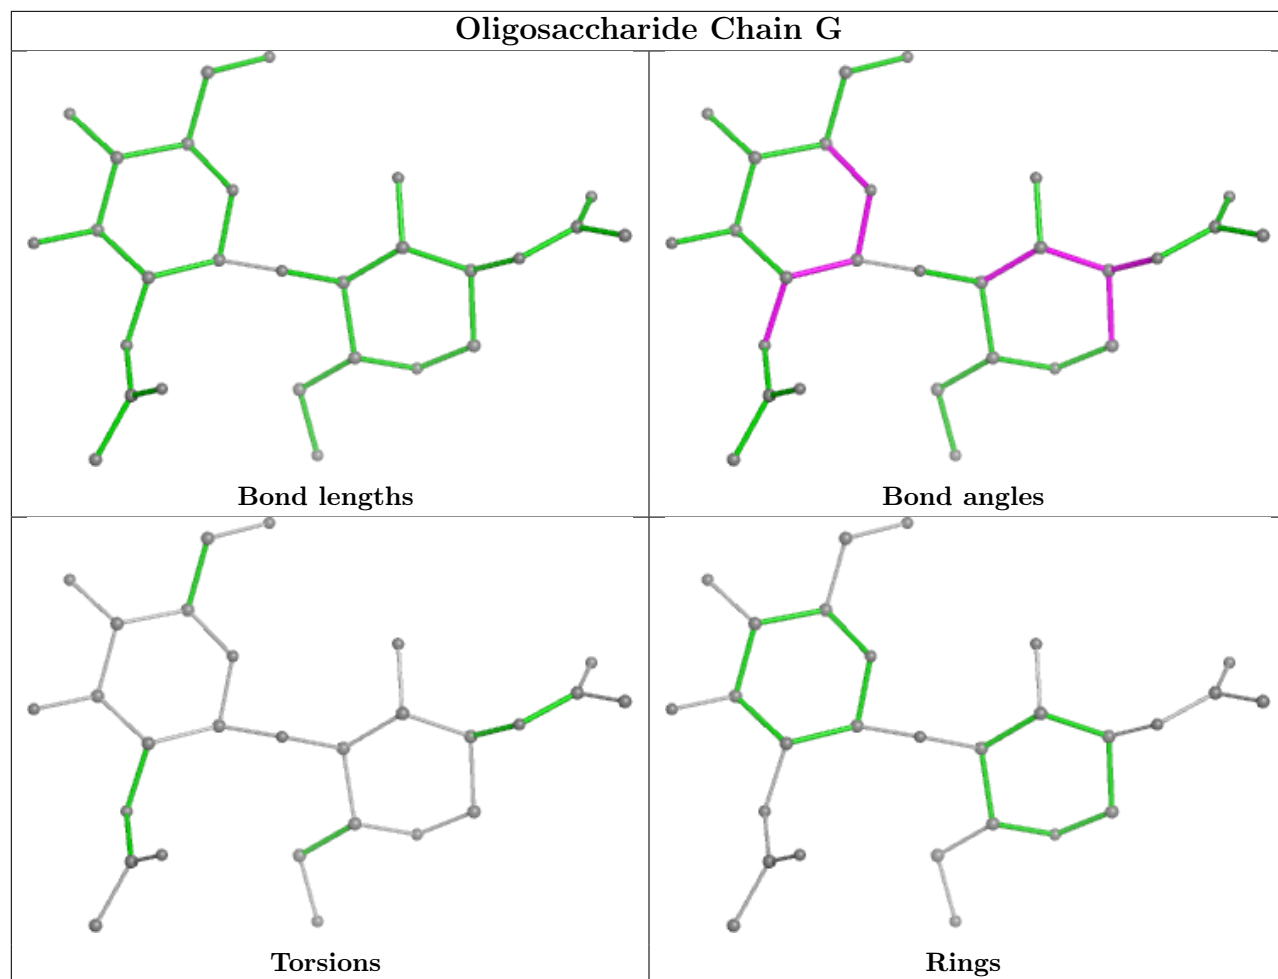 Oligosaccharide Chain G
Bond lengths
Bond angles
Torsions
Rings